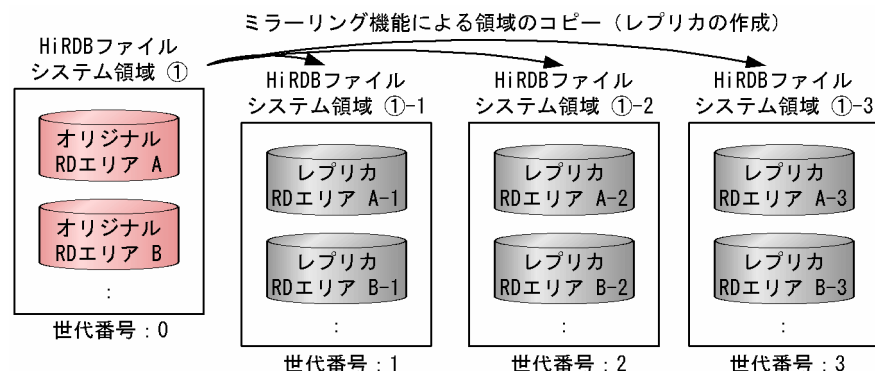 ミラーリング機能による領域のコピー（レプリカの作成）
HiRDBファイル
システム領域 ①
オリジナル
RDエリア A
オリジナル
RDエリア B
：
世代番号：0
HiRDBファイル
システム領域 ①-1
レプリカ
RDエリア A-1
レプリカ
RDエリア B-1
：
世代番号：1
HiRDBファイル
システム領域 ①-2
レプリカ
RDエリア A-2
レプリカ
RDエリア B-2
：
世代番号：2
HiRDBファイル
システム領域 ①-3
レプリカ
RDエリア A-3
レプリカ
RDエリア B-3
：
世代番号：3